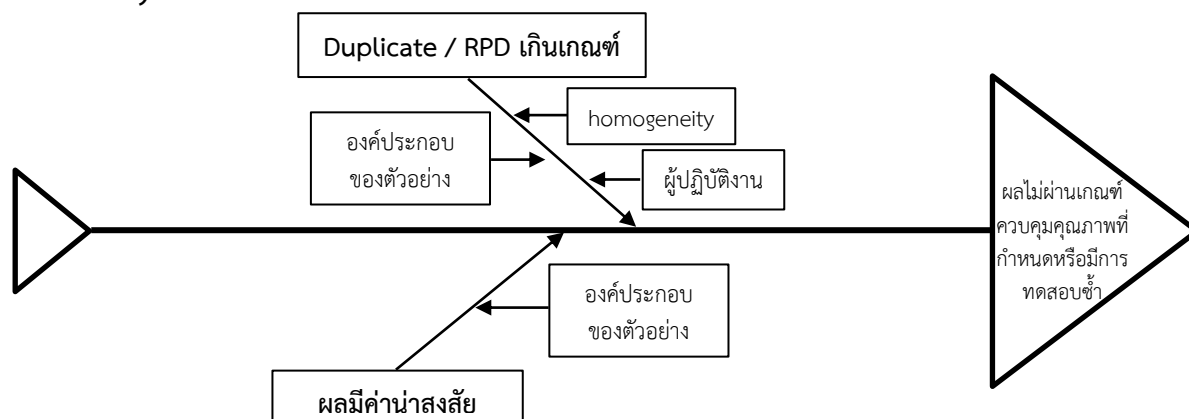 Duplicate / RPD เกินเกณฑ์
homogeneity
องค์ประกอบ
ของตัวอย่าง
ผู้ปฏิบัติงาน
ผลไม่ผ่านเกณฑ์
ควบคุมคุณภาพที่
กำหนดหรือมีการ
ทดสอบซ้ำ
องค์ประกอบ
ของตัวอย่าง
ผลมีค่าน่าสงสัย